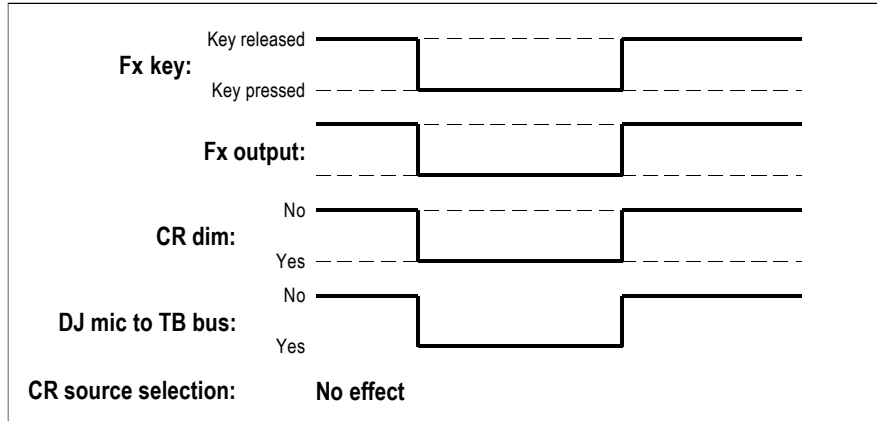 Key released
Fx key:
Key pressed
Fx output:
No
CR dim:
Yes
No
DJ mic to TB bus:
Yes
CR source selection: No effect